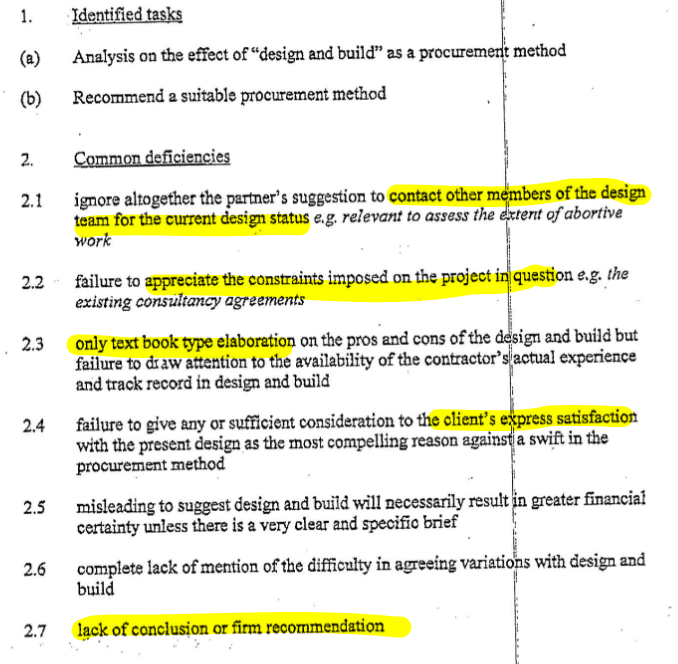 1. Identified tasks
(a) Analysis on the effect of “design and build” as a procurement method
(b) Recommend a suitable procurement method
2. Common deficiencies
2.1 ignore altogether the partner’s suggestion to contact other members of the design
team for the current design status e.g. relevant to assess the extent of abortive
work
2.2 failure to appreciate the constraints imposed on the project in question e.g. the
existing consultancy agreements
2.3 only text book type elaboration on the pros and cons of the design and build but
failure to draw attention to the availability of the contractor’s actual experience
and track record in design and build
2.4 failure to give any or sufficient consideration to the client’s express satisfaction
with the present design as the most compelling reason against a swift in the
procurement method
2.5 misleading to suggest design and build will necessarily result in greater financial
certainty unless there is a very clear and specific brief
2.6 complete lack of mention of the difficulty in agreeing variations with design and
build
2.7 lack of conclusion or firm recommendation